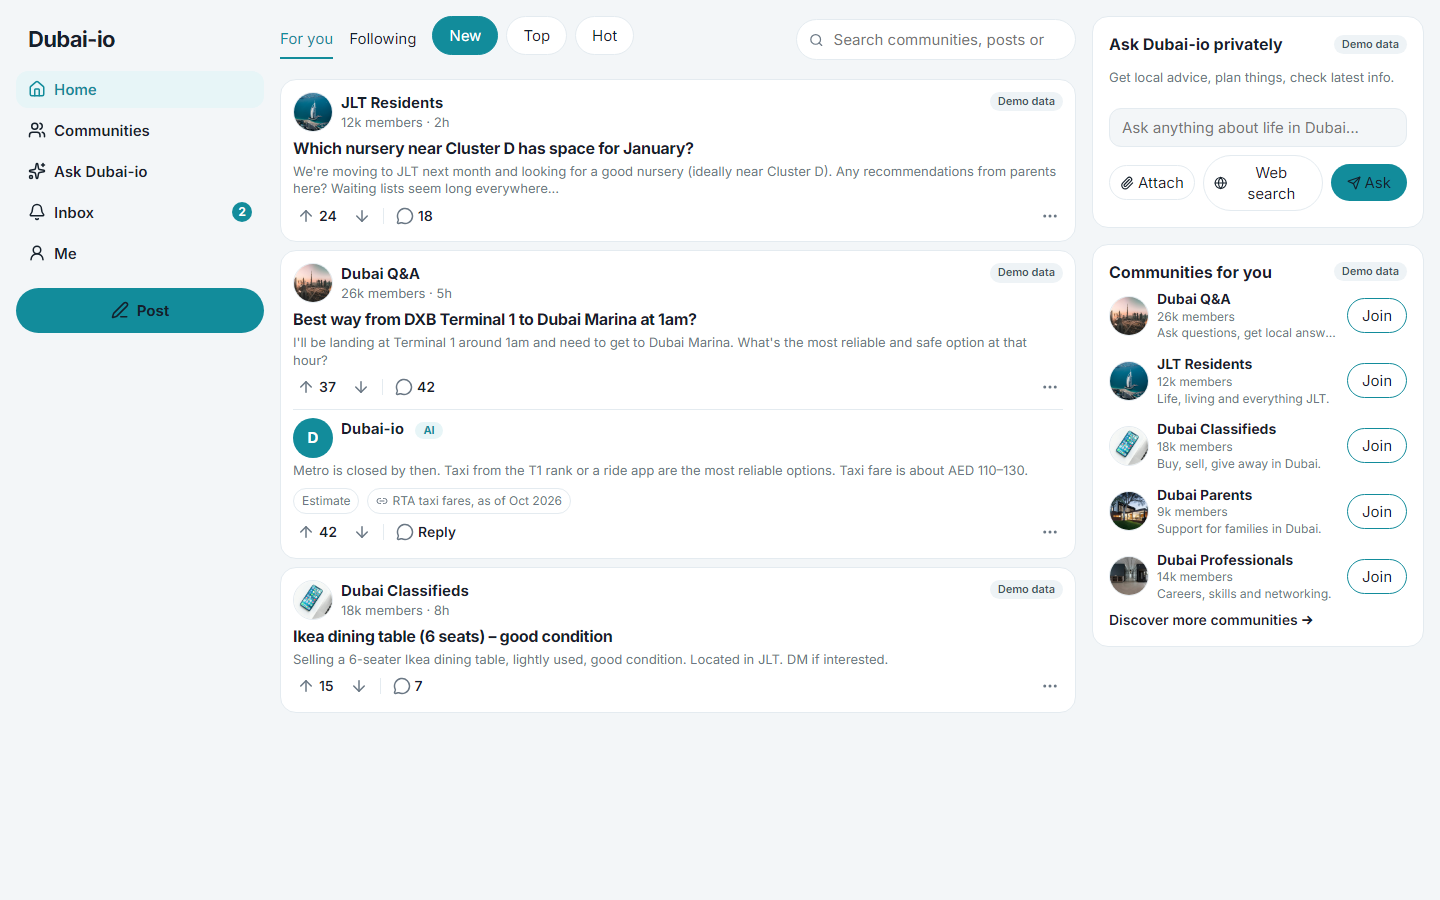 Dubai-io
Home
Communities
Ask Dubai-io
Inbox
2
Me
Post
For you
Following
New
Top
Hot
Search communities, posts or
JLT Residents
12k members · 2h
Demo data
Which nursery near Cluster D has space for January?
We're moving to JLT next month and looking for a good nursery (ideally near Cluster D). Any recommendations from parents
here? Waiting lists seem long everywhere...
24
18
Dubai Q&A
26k members · 5h
Demo data
Best way from DXB Terminal 1 to Dubai Marina at 1am?
I'll be landing at Terminal 1 around 1am and need to get to Dubai Marina. What's the most reliable and safe option at that
hour?
37
42
D
Dubai-io
AI
Metro is closed by then. Taxi from the T1 rank or a ride app are the most reliable options. Taxi fare is about AED 110–130.
Estimate
RTA taxi fares, as of Oct 2026
42
Reply
Dubai Classifieds
18k members · 8h
Demo data
Ikea dining table (6 seats) – good condition
Selling a 6-seater Ikea dining table, lightly used, good condition. Located in JLT. DM if interested.
15
7
Ask Dubai-io privately
Demo data
Get local advice, plan things, check latest info.
Ask anything about life in Dubai...
Attach
Web
search
Ask
Communities for you
Demo data
Dubai Q&A
26k members
Ask questions, get local answ...
Join
JLT Residents
12k members
Life, living and everything JLT.
Join
Dubai Classifieds
18k members
Buy, sell, give away in Dubai.
Join
Dubai Parents
9k members
Support for families in Dubai.
Join
Dubai Professionals
14k members
Careers, skills and networking.
Join
Discover more communities →